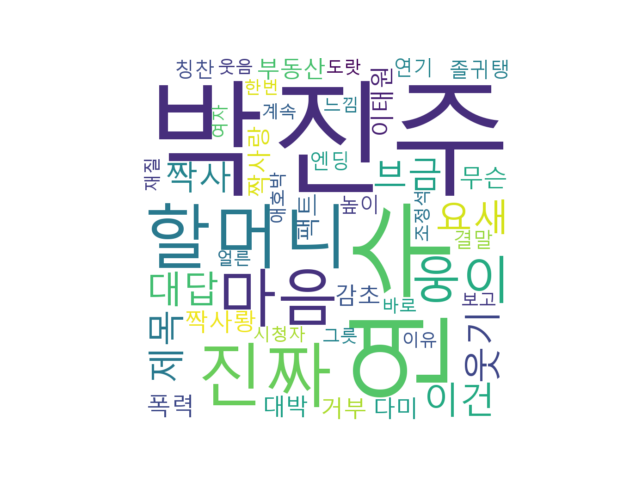 칭찬 웃음 부동산 도랏 연기 졸귀탱
박진주
한번
여자 계속 느낌 이태원
짝사랑 엔딩
재질 짝사 애호박 브금 무슨
팩트 높이 조정석 요새
할머니 연수
결말
얼른 마음 웅이
대답 감초 바로 보고
제목 짝사뢍 시청자 그릇 이유 웃기
진짜
폭력 대박 거부 다미 이건